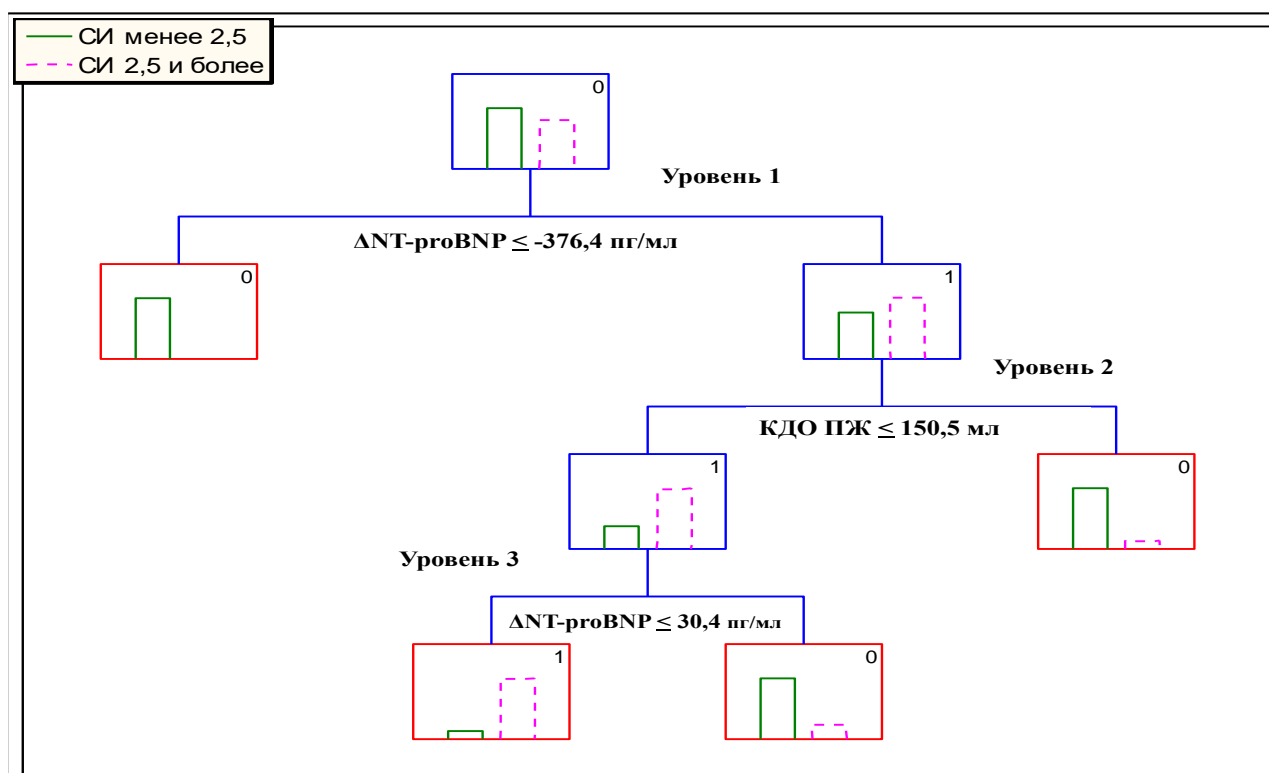 СИ менее 2,5
СИ 2,5 и более
0
Уровень 1
ΔNT-proBNP ≤ -376,4 пг/мл
0
1
Уровень 2
КДО ПЖ ≤ 150,5 мл
1
0
Уровень 3
ΔNT-proBNP ≤ 30,4 пг/мл
1
0